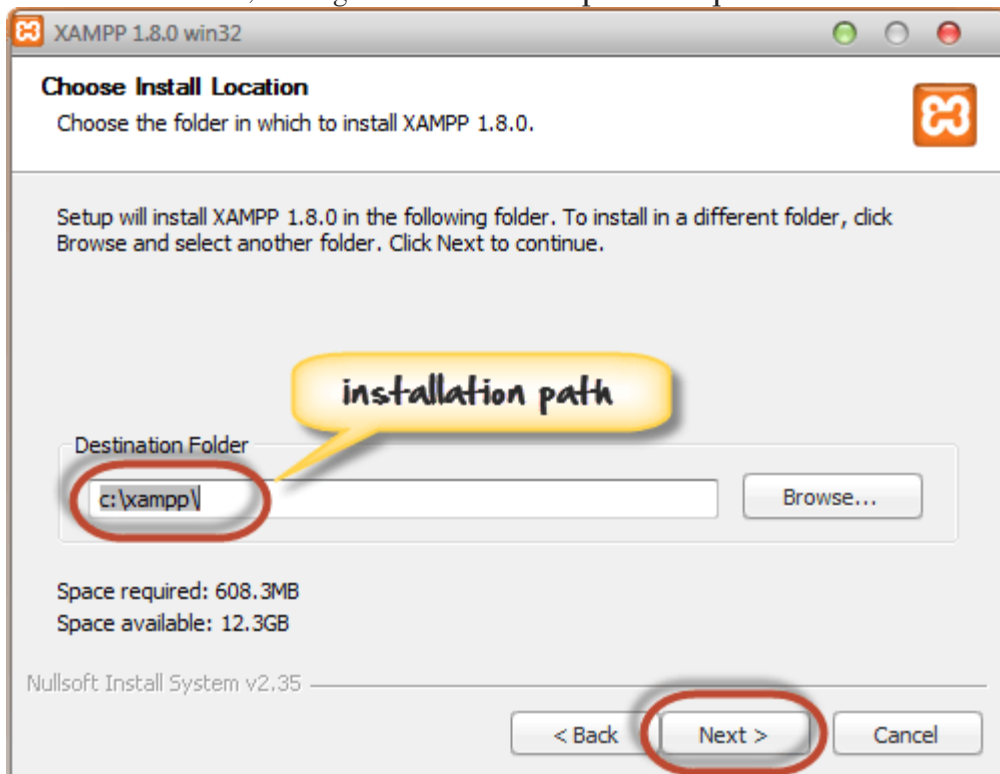 XAMPP 1.8.0 win32
Choose Install Location
Choose the folder in which to install XAMPP 1.8.0.
Setup will install XAMPP 1.8.0 in the following folder. To install in a different folder, click
Browse and select another folder. Click Next to continue.
installation path
Destination Folder
c:\xampp\
Browse...
Space required: 608.3MB
Space available: 12.3GB
Nullsoft Install System v2.35
< Back Next > Cancel